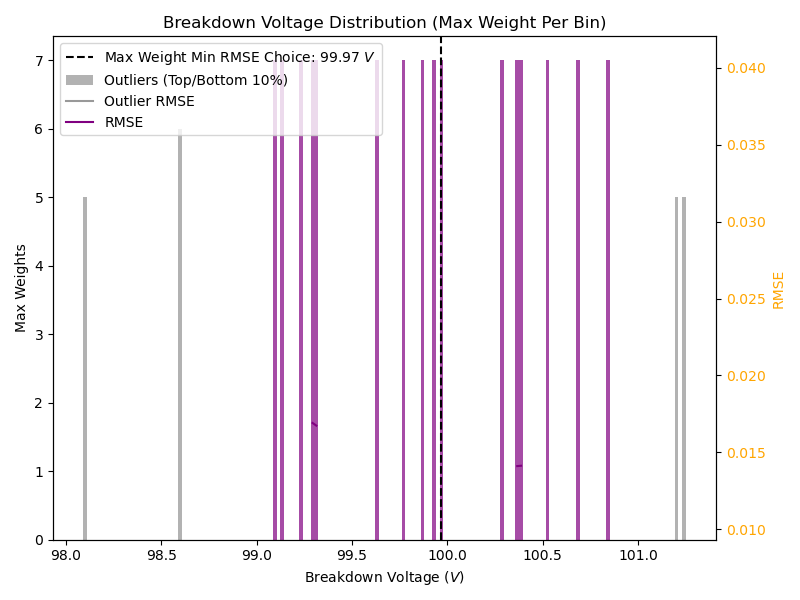 Breakdown Voltage Distribution (Max Weight Per Bin)
Max Weight Min RMSE Choice: 99.97 V
Outliers (Top/Bottom 10%)
Outlier RMSE
RMSE
Max Weights
7
6
5
4
3
2
1
0
0.040
0.035
0.030
0.025
0.020
0.015
0.010
RMSE
98.0 98.5 99.0 99.5 100.0 100.5 101.0
Breakdown Voltage (V)